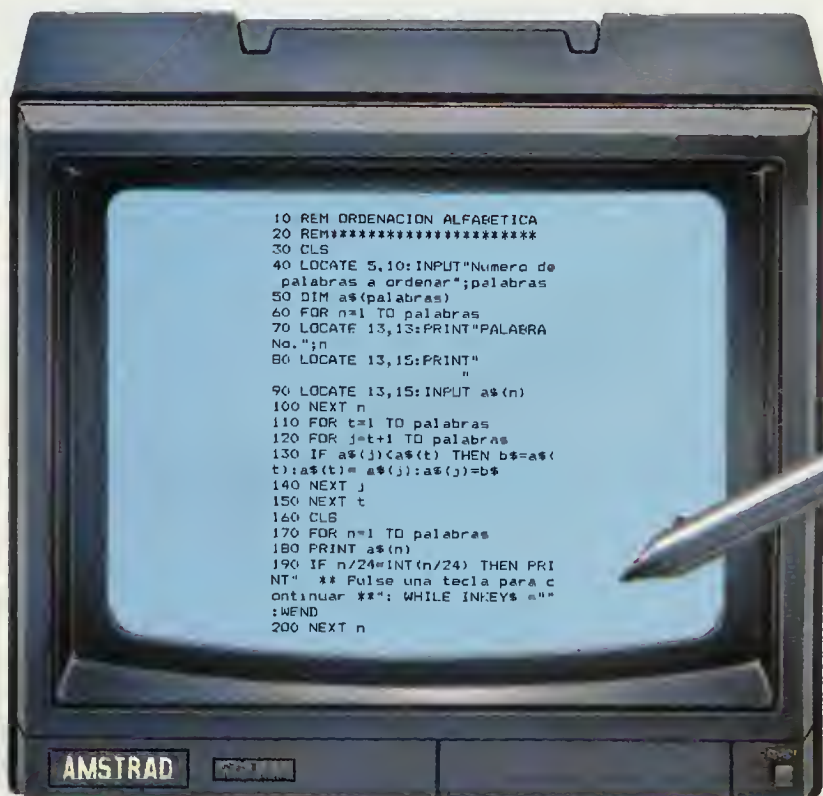 10 REM ORDENACION ALFABETICA
20 REM**********************
30 CLS
40 LOCATE 5,10:INPUT"Numero de
 palabras a ordenar";palabras
50 DIM a$(palabras)
60 FOR n=1 TO palabras
70 LOCATE 13,13:PRINT"PALABRA
No.";n
80 LOCATE 13,15:PRINT"
"
90 LOCATE 13,15:INPUT a$(n)
100 NEXT n
110 FOR t=1 TO palabras
120 FOR j=t+1 TO palabras
130 IF a$(j)<a$(t) THEN b$=a$(
t):a$(t)= a$(j):a$(j)=b$
140 NEXT j
150 NEXT t
160 CLS
170 FOR n=1 TO palabras
180 PRINT a$(n)
190 IF n/24=INT(n/24) THEN PRI
NT"  ** Pulse una tecla para c
ontinuar **": WHILE INKEY$ =""
:WEND
200 NEXT n
AMSTRAD